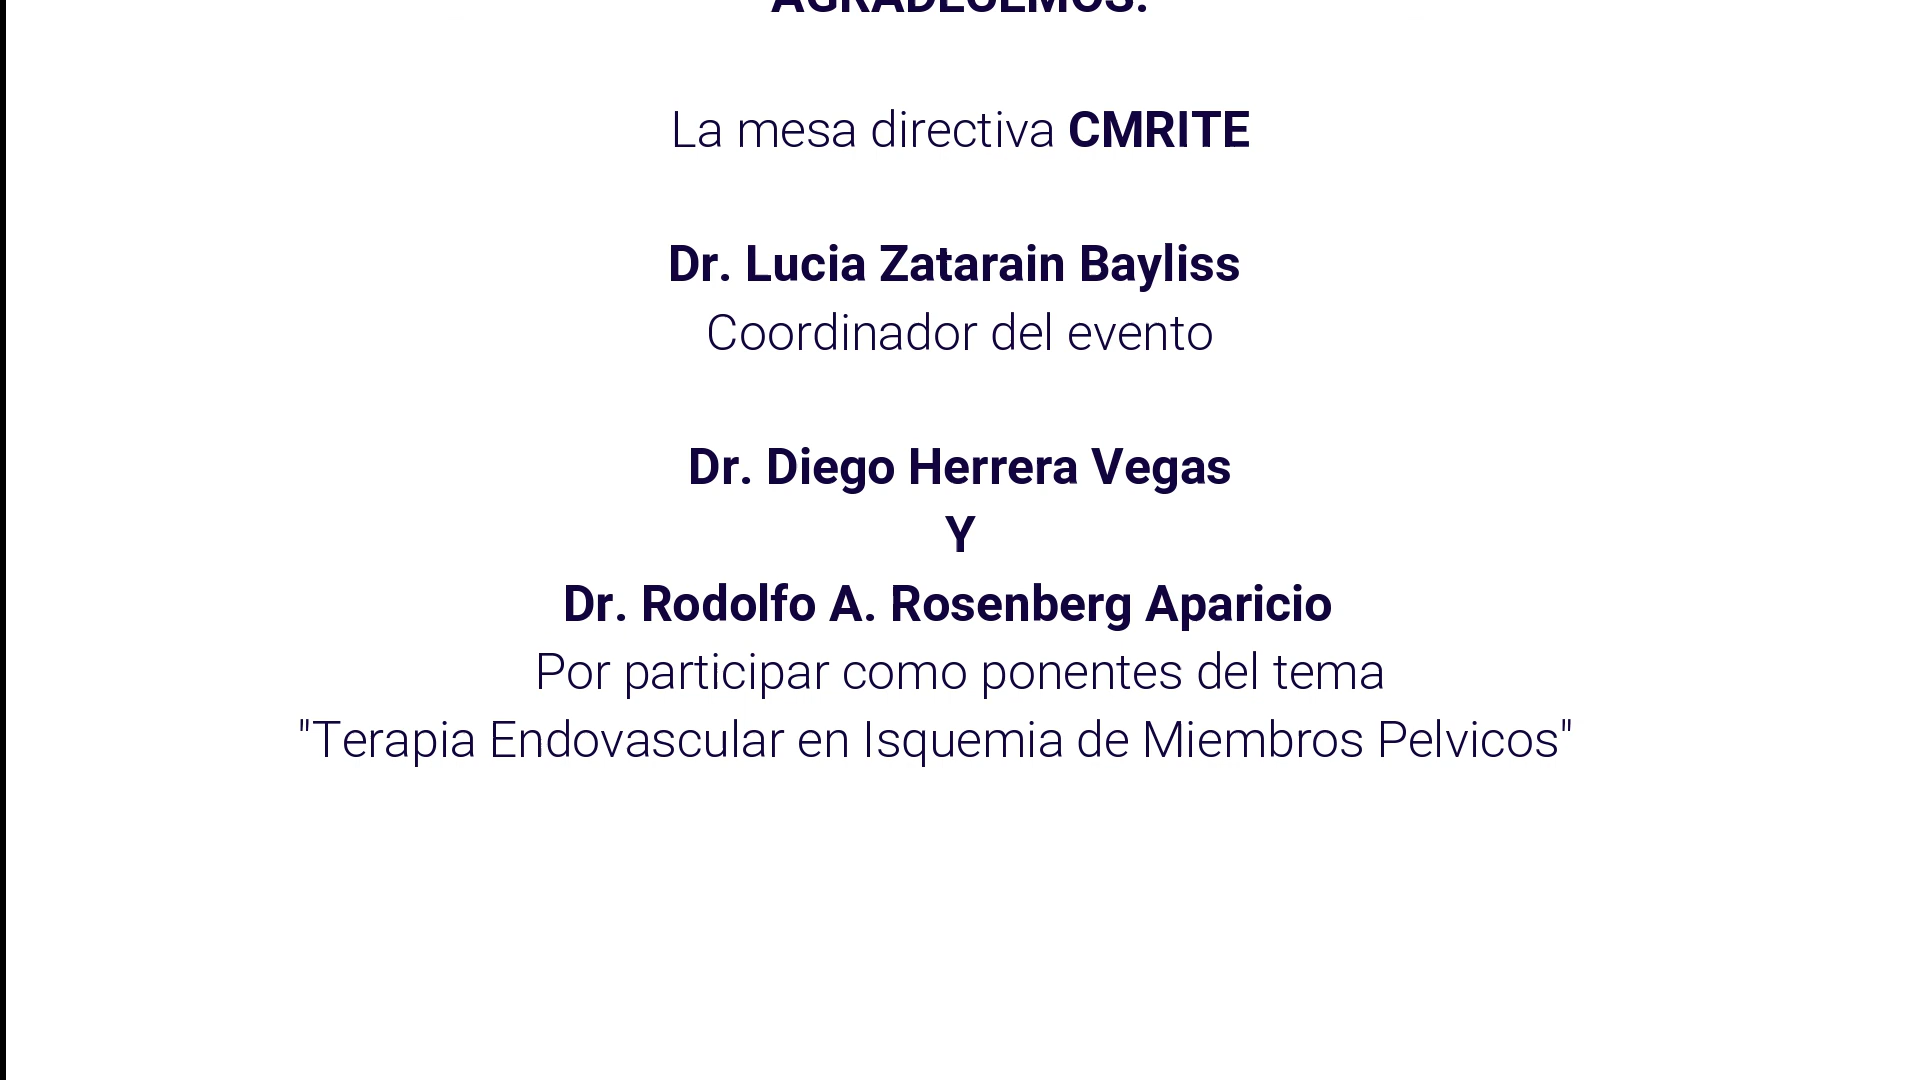 AGRADECEMOS:
La mesa directiva CMRITE
Dr. Lucia Zatarain Bayliss
Coordinador del evento
Dr. Diego Herrera Vegas
Y
Dr. Rodolfo A. Rosenberg Aparicio
Por participar como ponentes del tema
"Terapia Endovascular en Isquemia de Miembros Pelvicos"